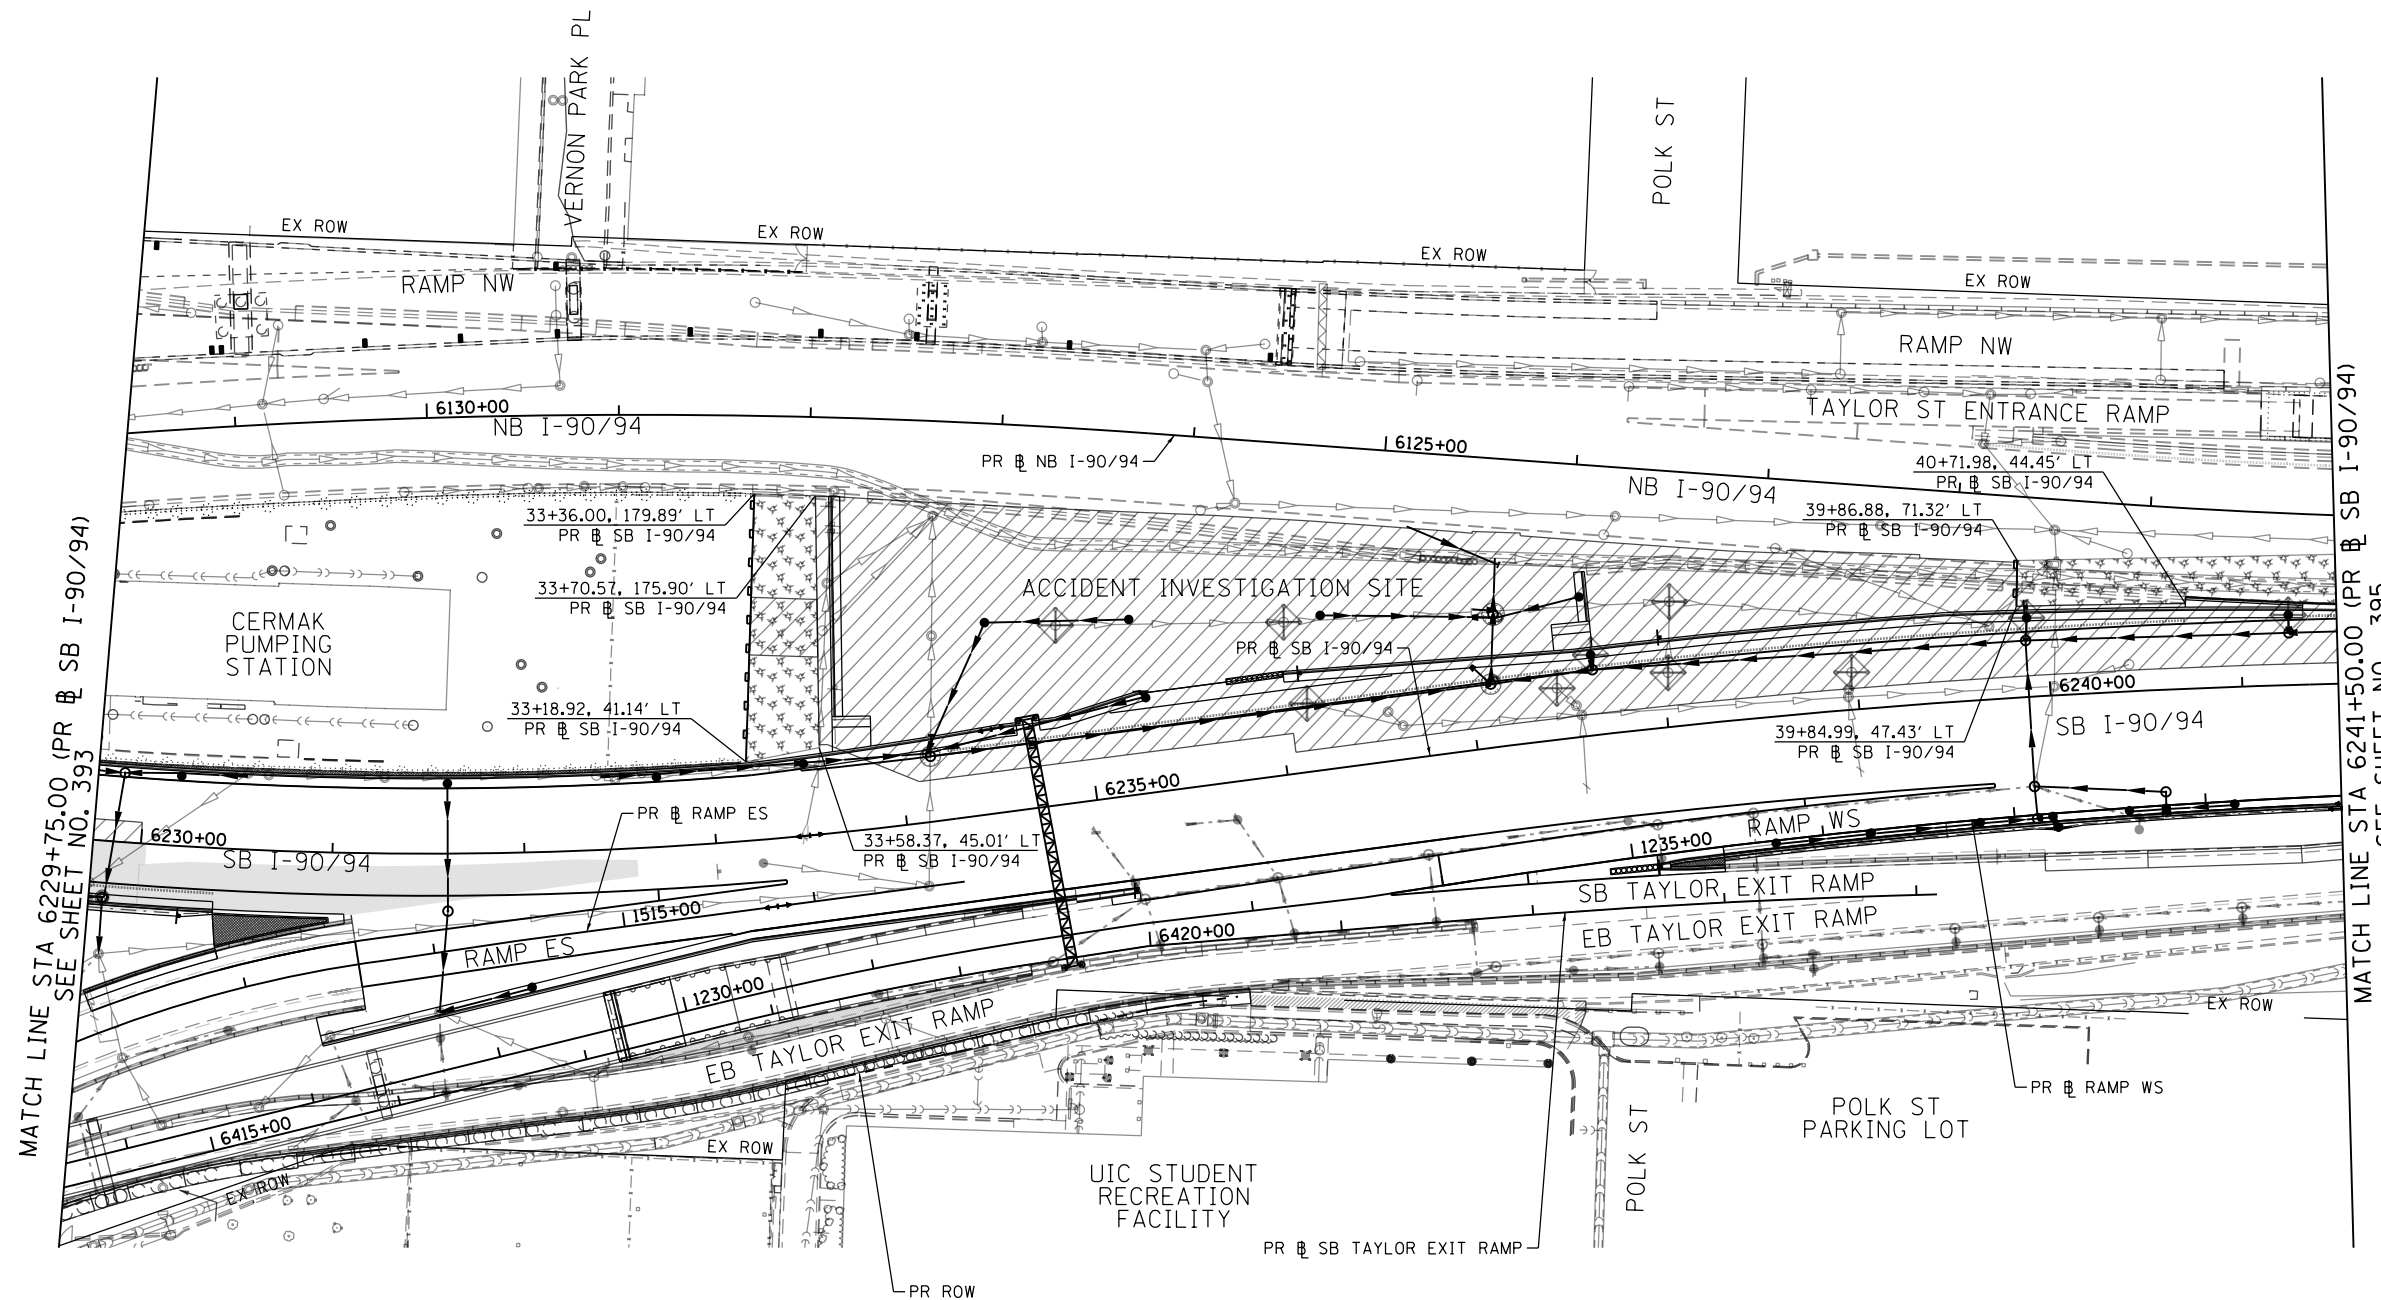 VERNON PARK PL
POLK ST
EX ROW
EX ROW
EX ROW
EX ROW
RAMP NW
RAMP NW
TAYLOR ST ENTRANCE RAMP
6130+00
NB I-90/94
6125+00
PR ℄ NB I-90/94
NB I-90/94
40+71.98, 44.45' LT
PR ℄ SB I-90/94
39+86.88, 71.32' LT
PR ℄ SB I-90/94
33+36.00, 179.89' LT
PR ℄ SB I-90/94
33+70.57, 175.90' LT
PR ℄ SB I-90/94
ACCIDENT INVESTIGATION SITE
CERMAK
PUMPING
STATION
PR ℄ SB I-90/94
33+18.92, 41.14' LT
PR ℄ SB I-90/94
6240+00
SB I-90/94
39+84.99, 47.43' LT
PR ℄ SB I-90/94
6235+00
PR ℄ RAMP ES
6230+00
SB I-90/94
33+58.37, 45.01' LT
PR ℄ SB I-90/94
RAMP WS
1235+00
SB TAYLOR EXIT RAMP
EB TAYLOR EXIT RAMP
1515+00
RAMP ES
6420+00
1230+00
EB TAYLOR EXIT RAMP
EX ROW
6415+00
EX ROW
EX ROW
PR ℄ RAMP WS
POLK ST
PARKING LOT
POLK ST
UIC STUDENT
RECREATION
FACILITY
PR ℄ SB TAYLOR EXIT RAMP
PR ROW
MATCH LINE STA 6229+75.00 (PR ℄ SB I-90/94)
SEE SHEET NO. 393
MATCH LINE STA 6241+50.00 (PR ℄ SB I-90/94)
SEE SHEET NO. 395